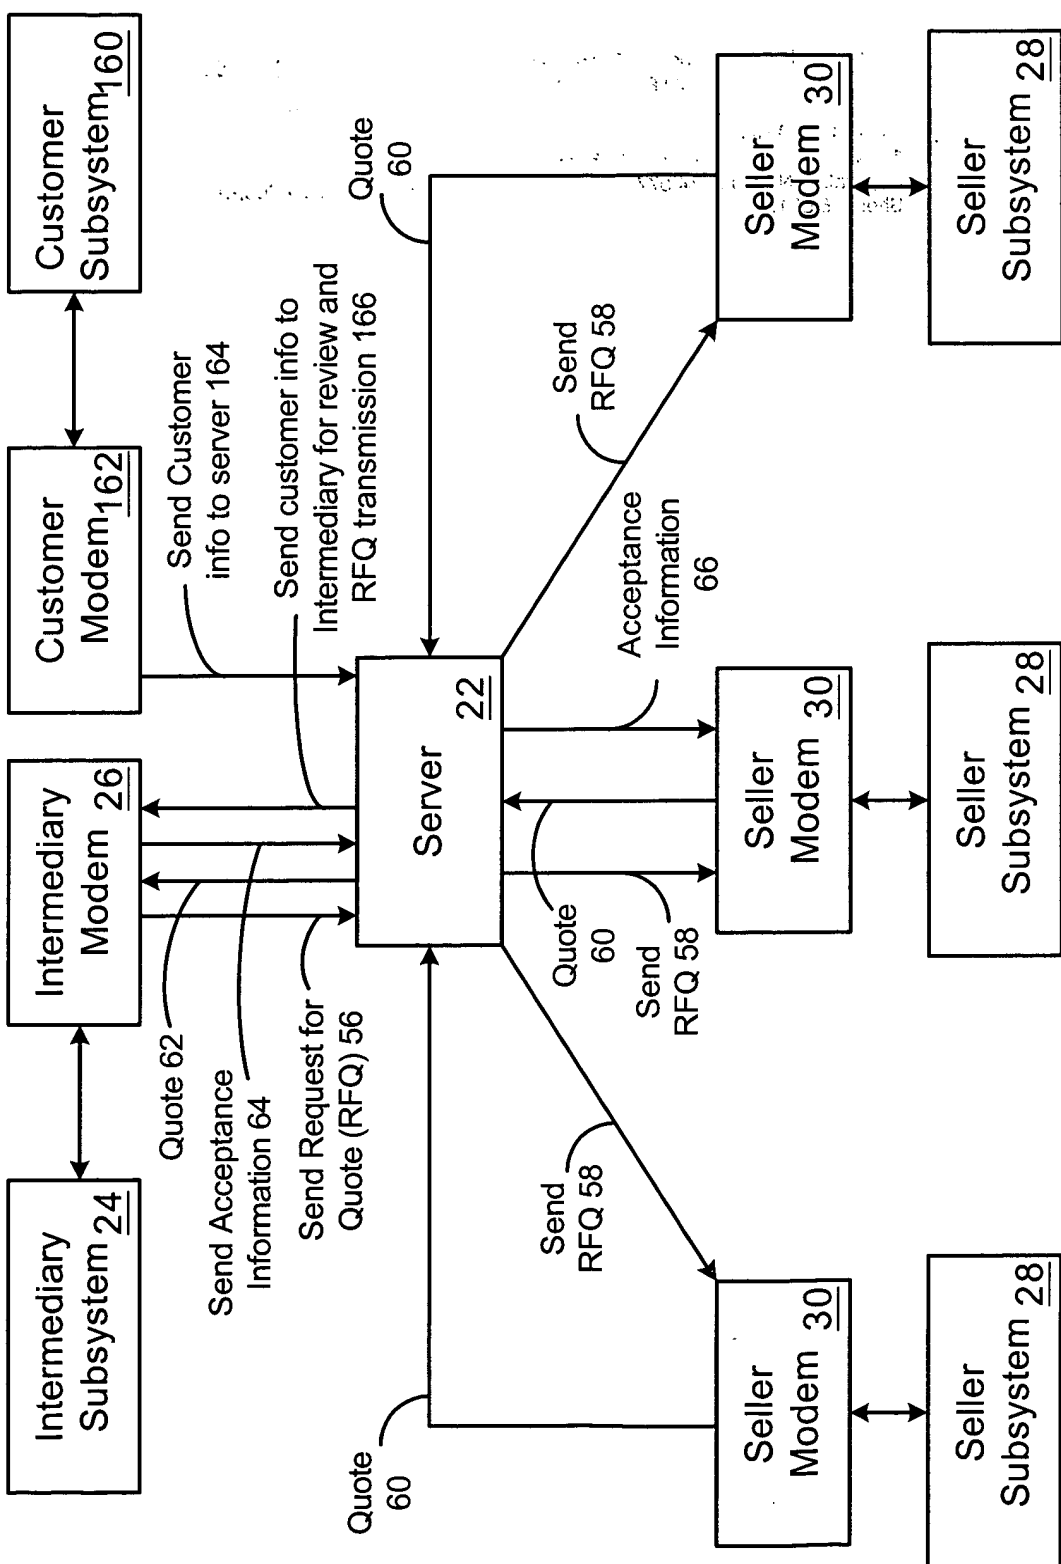 Intermediary
Subsystem 24
Intermediary
Modem 26
Customer
Modem 162
Customer
Subsystem 160
Quote 62
Send Acceptance
Information 64
Send Request for
Quote (RFQ) 56
Send Customer
info to server 164
Send customer info to
Intermediary for review and
RFQ transmission 166
Server
22
Quote
60
Send
RFQ 58
Quote
60
Send
RFQ 58
Acceptance
Information
66
Send
RFQ 58
Quote
60
Seller
Modem 30
Seller
Modem 30
Seller
Modem 30
Seller
Subsystem 28
Seller
Subsystem 28
Seller
Subsystem 28